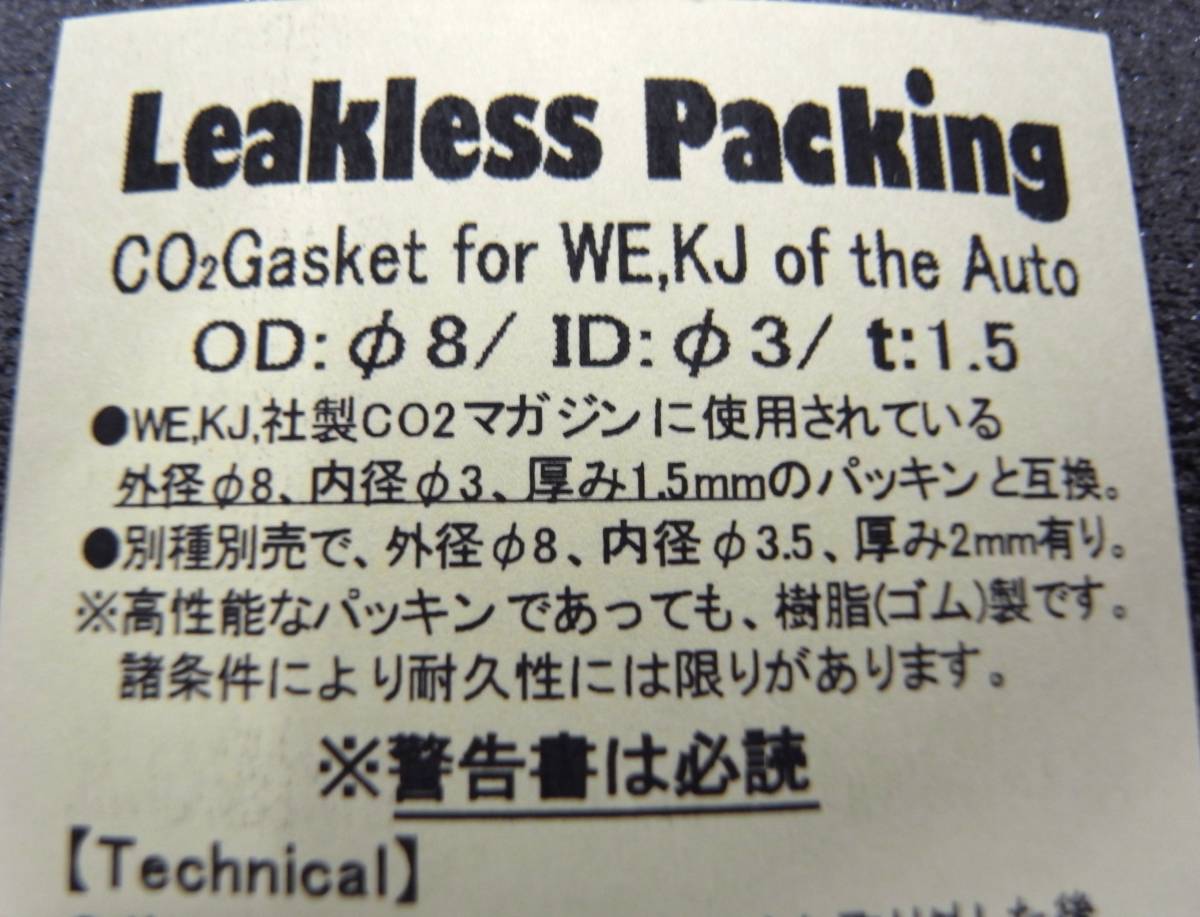 Leakless Packing
CO₂Gasket for WE,KJ of the Auto
OD:φ8/ ID:φ3/ t:1.5
●WE,KJ,社製CO2マガジンに使用されている
外径φ8、内径φ3、厚み1.5mmのパッキンと互換。
●別種別売で、外径φ8、内径φ3.5、厚み2mm有り。
※高性能なパッキンであっても、樹脂(ゴム)製です。
諸条件により耐久性には限りがあります。
※警告書は必読
【Technical】